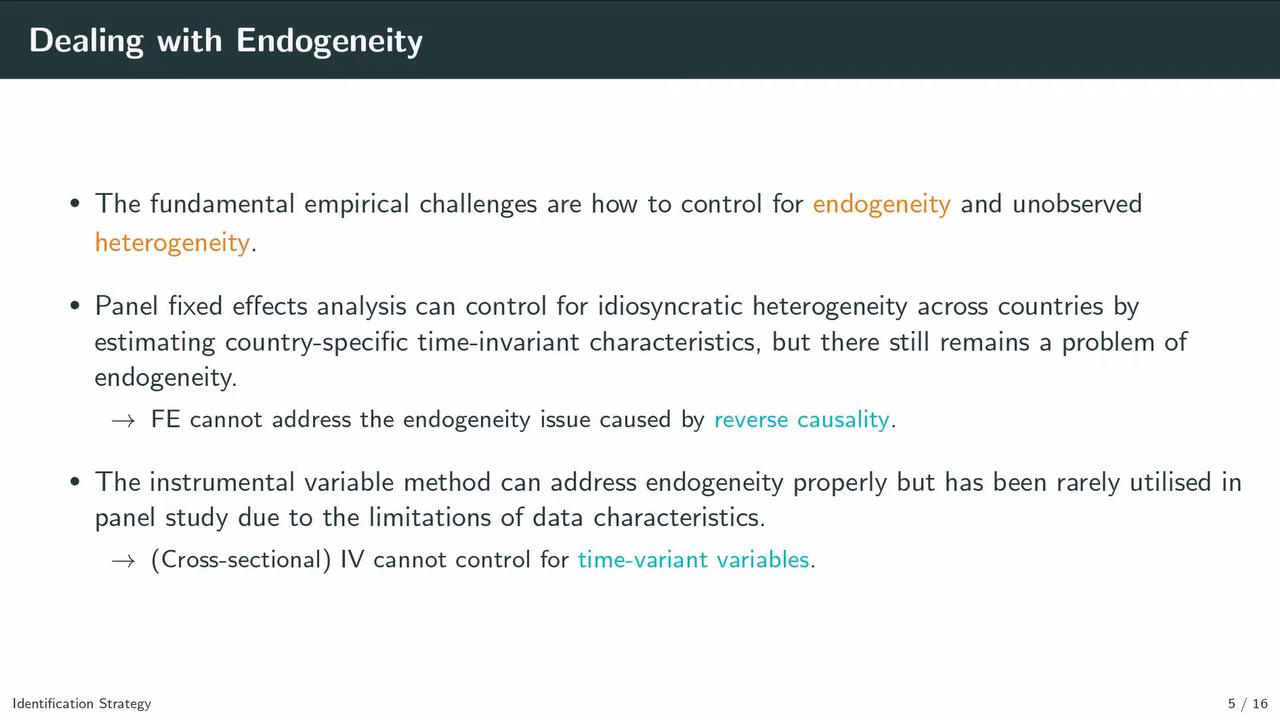 Dealing with Endogeneity
• The fundamental empirical challenges are how to control for endogeneity and unobserved
heterogeneity.
• Panel fixed effects analysis can control for idiosyncratic heterogeneity across countries by
estimating country-specific time-invariant characteristics, but there still remains a problem of
endogeneity.
→ FE cannot address the endogeneity issue caused by reverse causality.
• The instrumental variable method can address endogeneity properly but has been rarely utilised in
panel study due to the limitations of data characteristics.
→ (Cross-sectional) IV cannot control for time-variant variables.
Identification Strategy
5 / 16